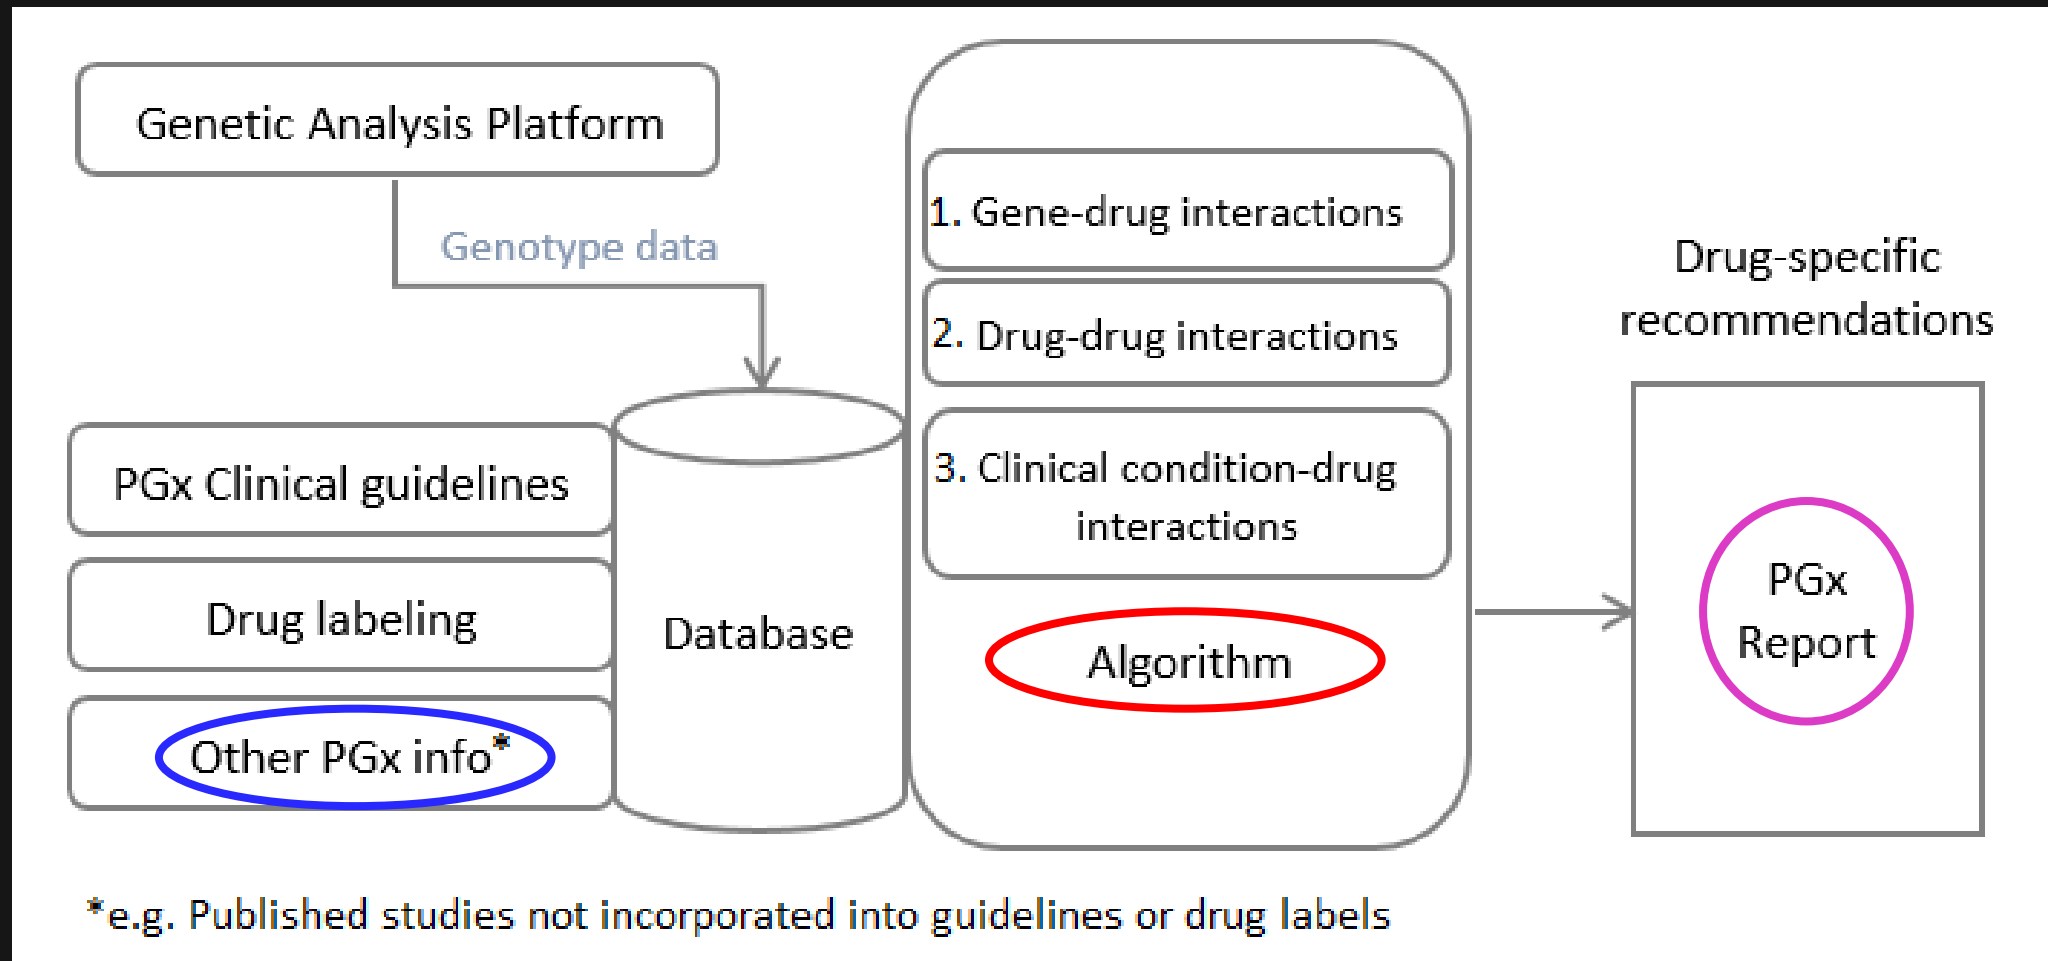 Genetic Analysis Platform
Genotype data
PGx Clinical guidelines
Drug labeling
Other PGx info*
Database
1. Gene-drug interactions
2. Drug-drug interactions
3. Clinical condition-drug
interactions
Algorithm
Drug-specific
recommendations
PGx
Report
*e.g. Published studies not incorporated into guidelines or drug labels